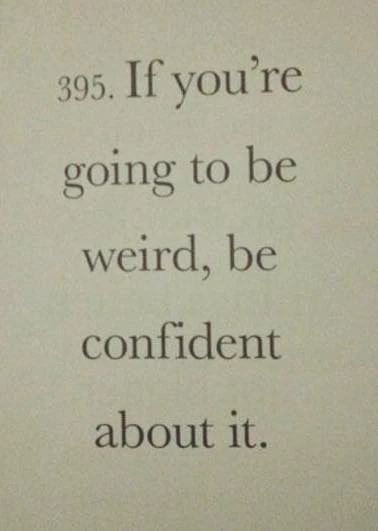 395. If you’re
going to be
weird, be
confident
about it.